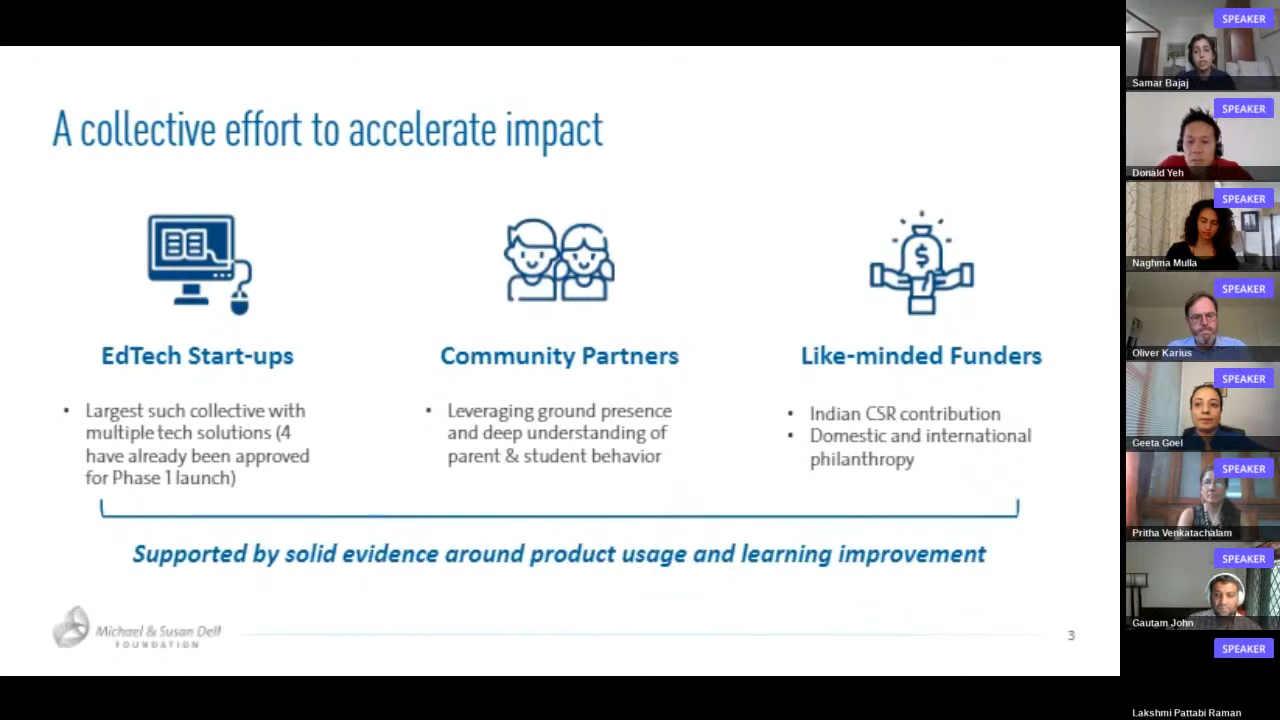 A collective effort to accelerate impact
$
EdTech Start-ups
• Largest such collective with
multiple tech solutions (4
have already been approved
for Phase 1 launch)
Community Partners
• Leveraging ground presence
and deep understanding of
parent & student behavior
Like-minded Funders
• Indian CSR contribution
• Domestic and international
philanthropy
Supported by solid evidence around product usage and learning improvement
Michael & Susan Dell
FOUNDATION
3
SPEAKER
Samar Bajaj
SPEAKER
Donald Yeh
SPEAKER
Naghma Mulla
SPEAKER
Oliver Karius
SPEAKER
Geeta Goel
SPEAKER
Pritha Venkatachalam
SPEAKER
Gautam John
SPEAKER
Lakshmi Pattabi Raman